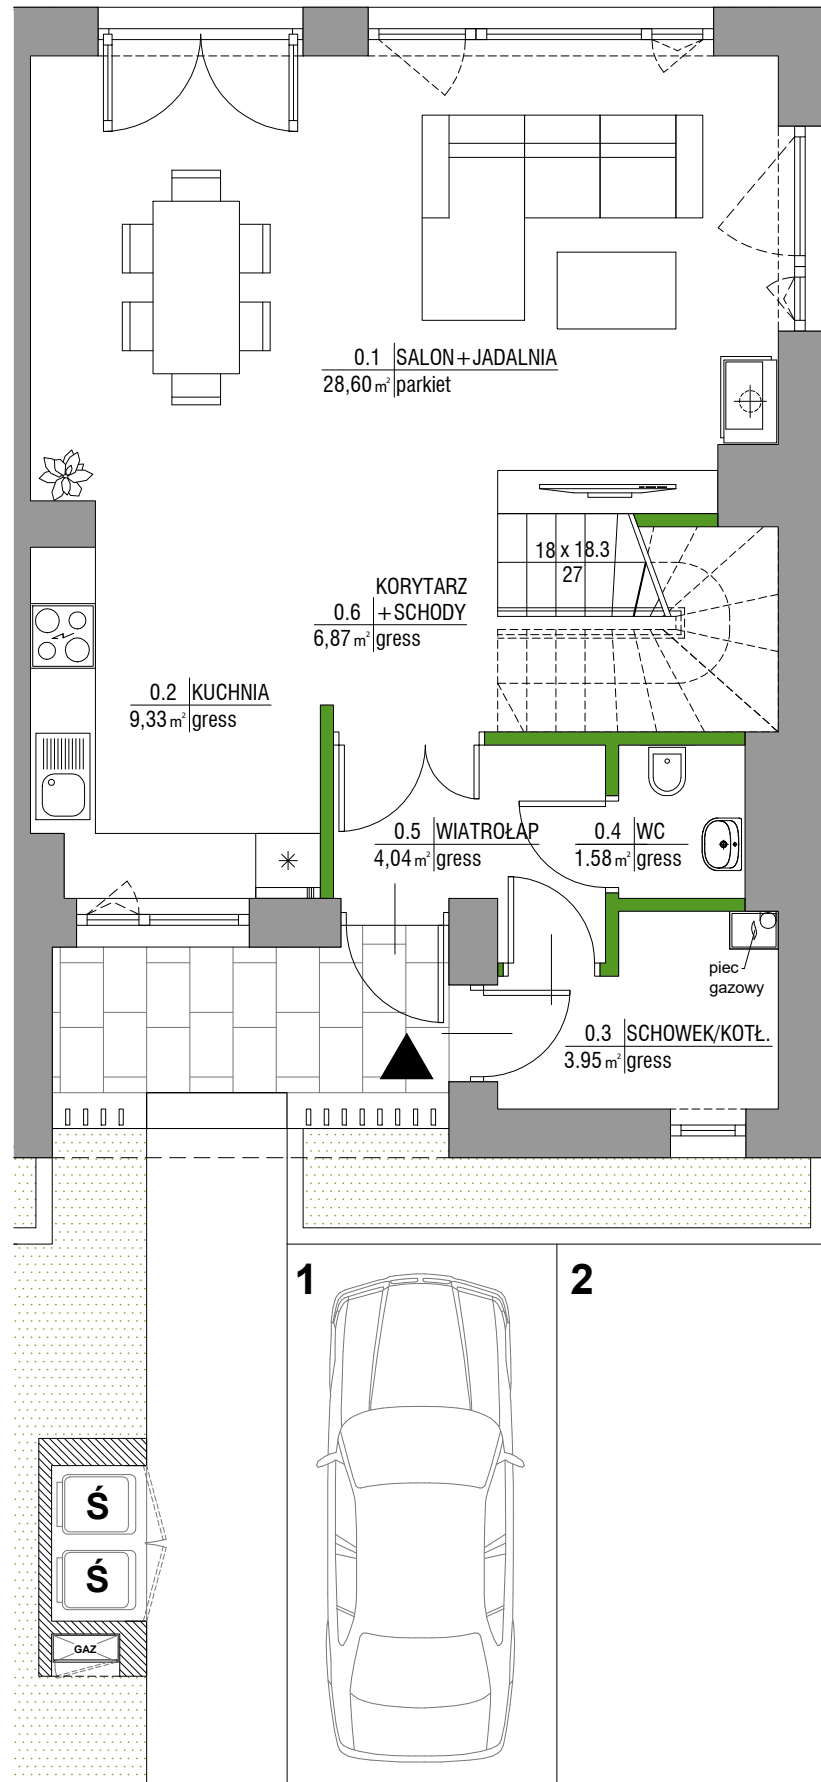 0.1 SALON+JADALNIA
28,60 m² parkiet
18 x 18.3
27
KORYTARZ
0.6 +SCHODY
6,87 m² gress
0.2 KUCHNIA
9,33 m² gress
0.5 WIATROŁAP
4,04 m² gress
0.4 WC
1.58 m² gress
piec
gazowy
0.3 SCHOWEK/KOTŁ.
3.95 m² gress
1
2
Ś
Ś
GAZ